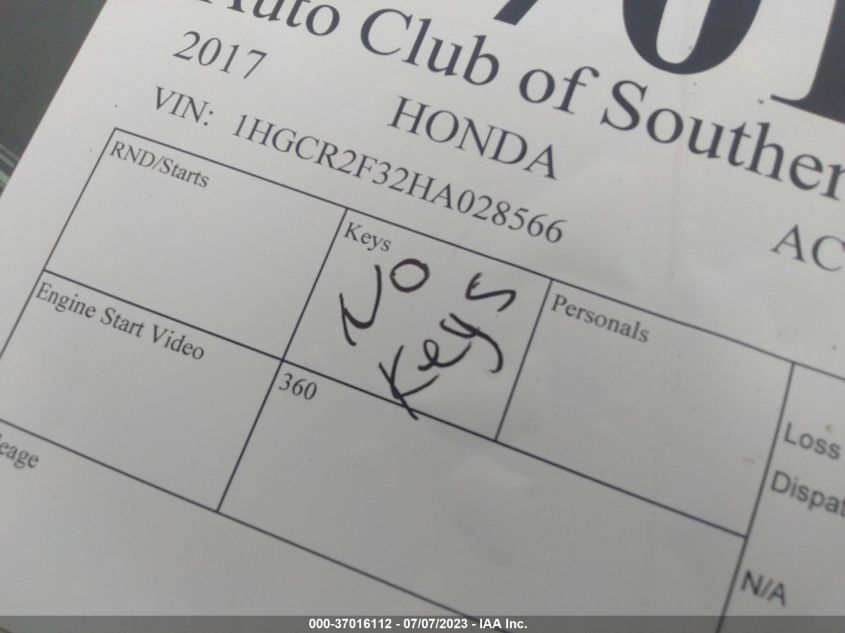 701
Auto Club of Souther
2017
HONDA
AC
VIN: 1HGCR2F32HA028566
RND/Starts
Keys
No
Keys
Personals
Engine Start Video
360
Loss
Dispat
N/A
eage
000-37016112 - 07/07/2023 - IAA Inc.